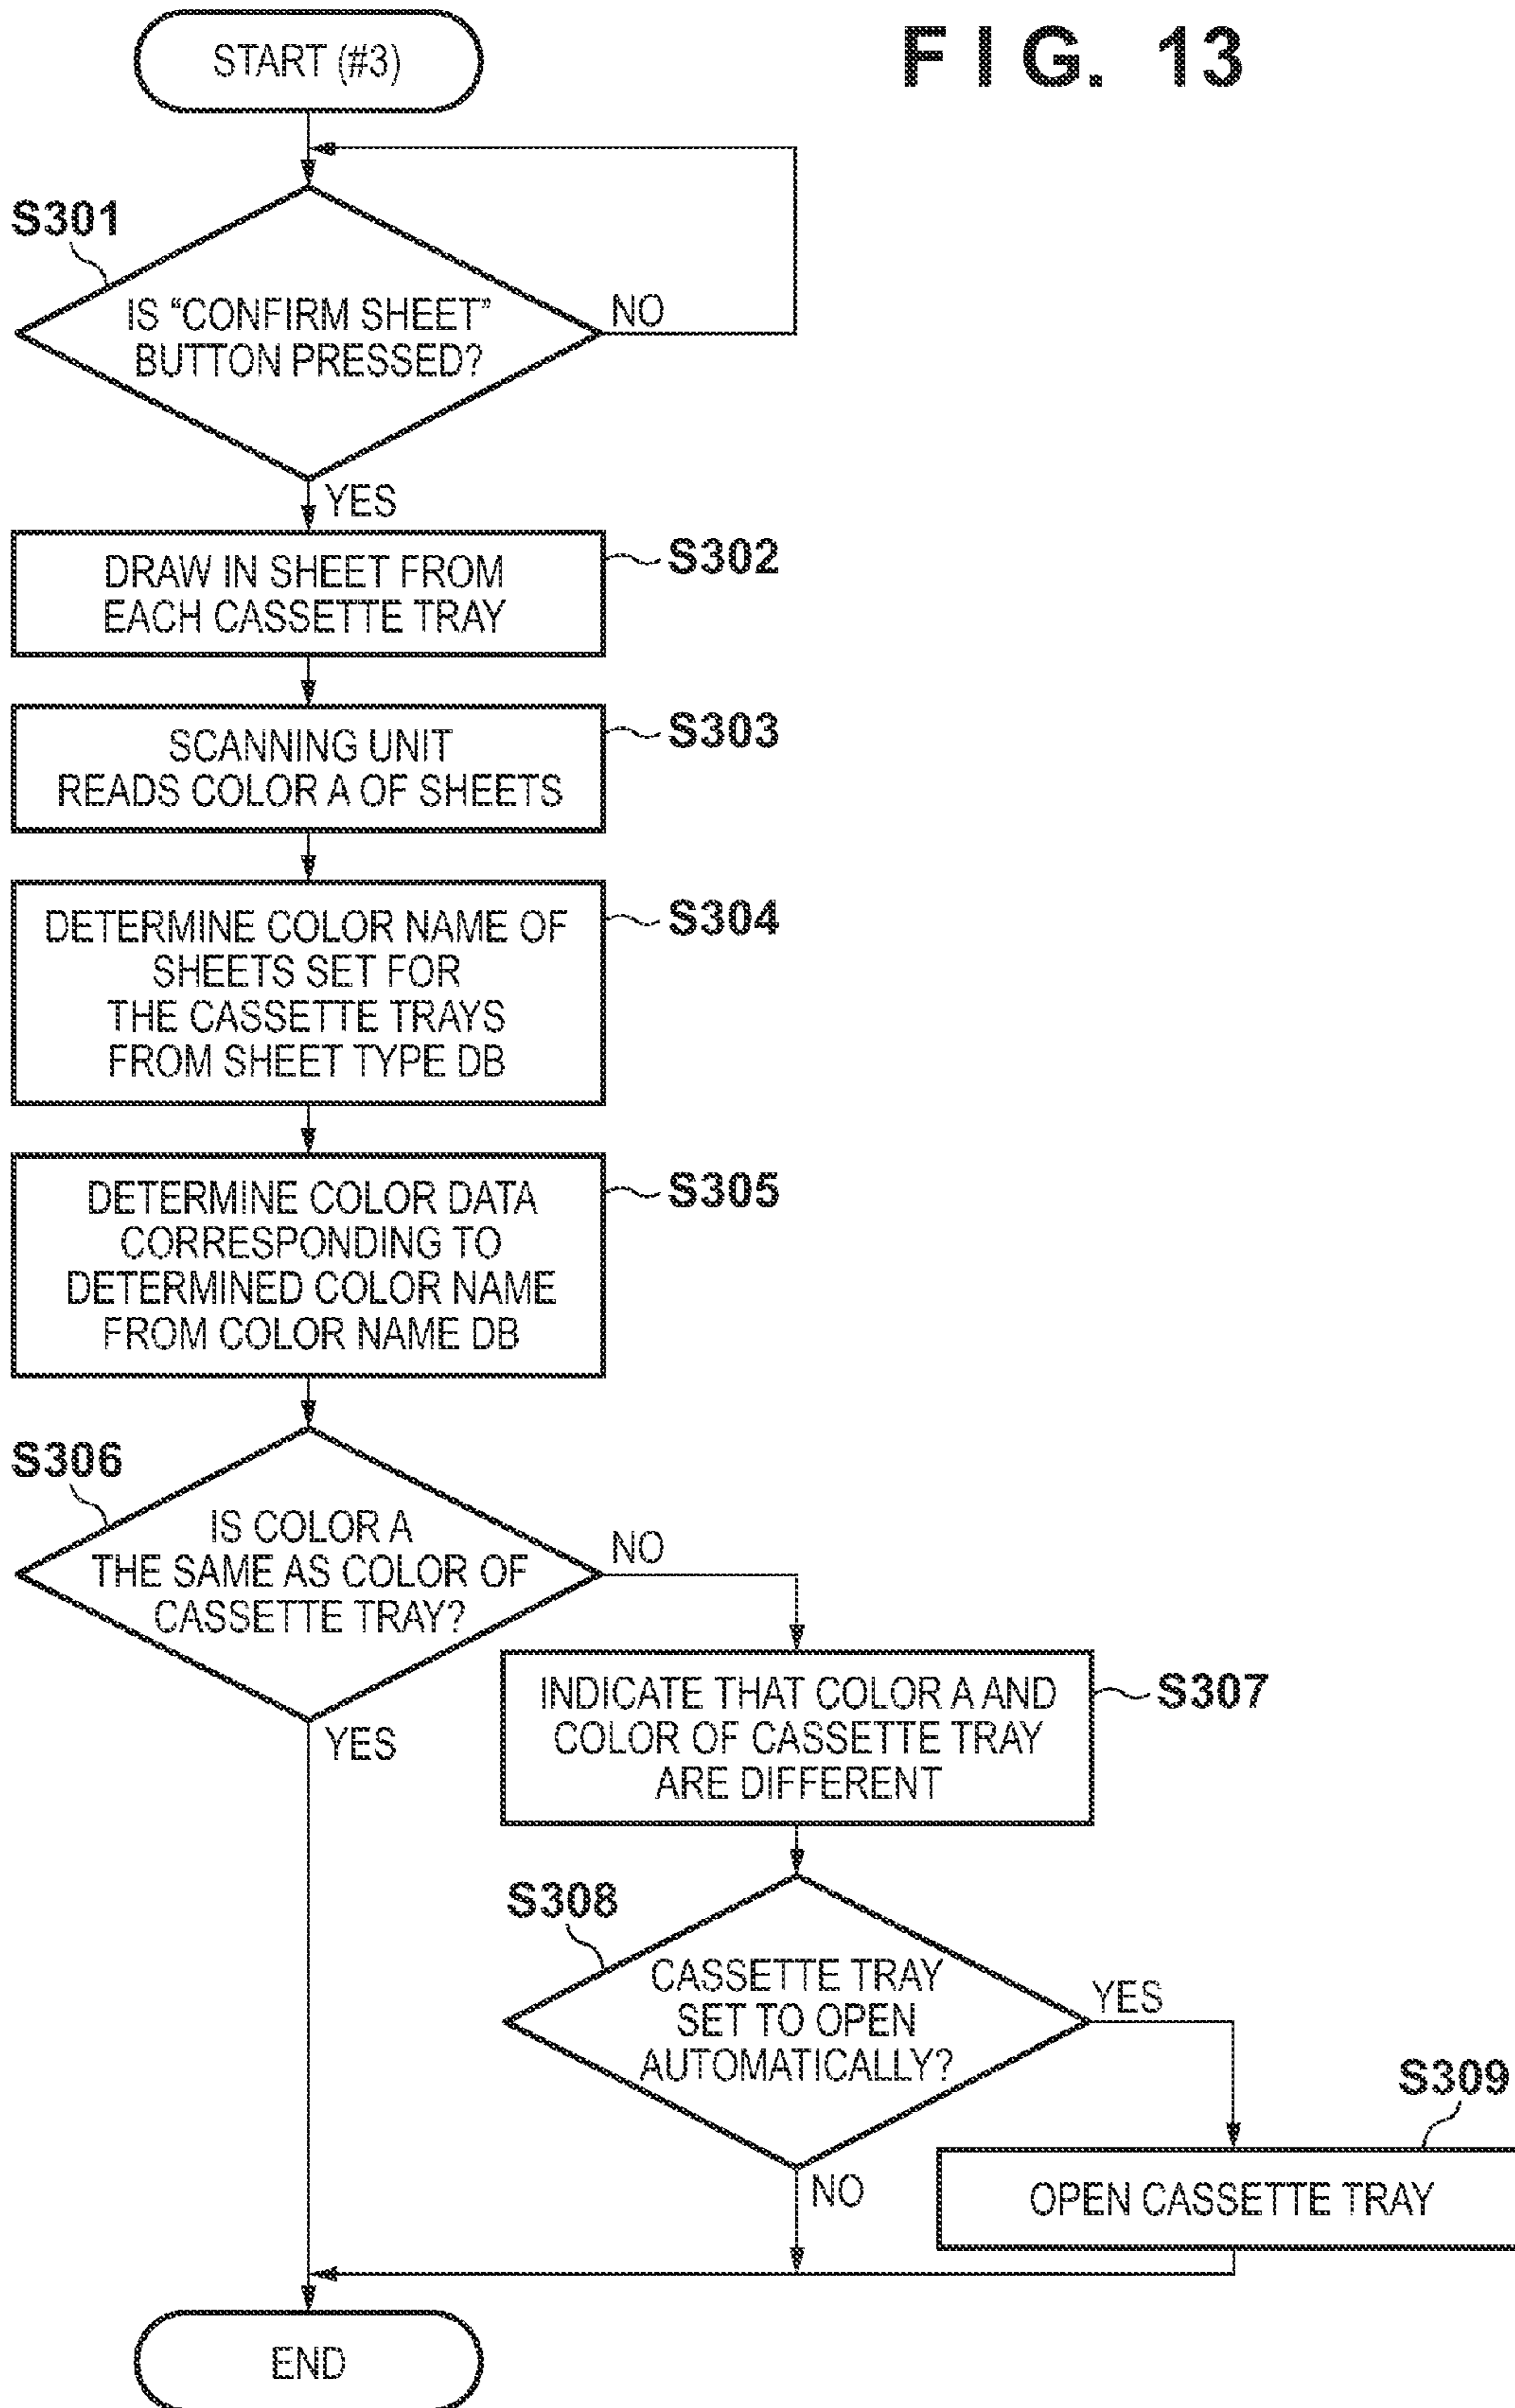 F I G. 13
START (#3)
S301
IS “CONFIRM SHEET”
BUTTON PRESSED?
NO
YES
DRAW IN SHEET FROM
EACH CASSETTE TRAY
S302
SCANNING UNIT
READS COLOR A OF SHEETS
S303
DETERMINE COLOR NAME OF
SHEETS SET FOR
THE CASSETTE TRAYS
FROM SHEET TYPE DB
S304
DETERMINE COLOR DATA
CORRESPONDING TO
DETERMINED COLOR NAME
FROM COLOR NAME DB
S305
S306
IS COLOR A
THE SAME AS COLOR OF
CASSETTE TRAY?
NO
YES
INDICATE THAT COLOR A AND
COLOR OF CASSETTE TRAY
ARE DIFFERENT
S307
S308
CASSETTE TRAY
SET TO OPEN
AUTOMATICALLY?
YES
NO
S309
OPEN CASSETTE TRAY
END